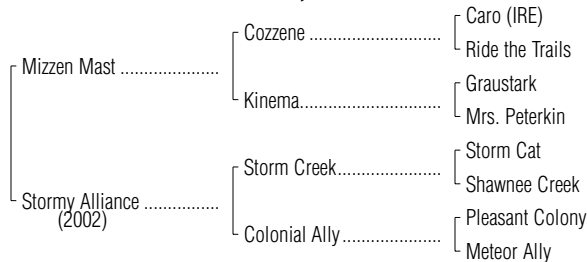 Caro (IRE)
Cozzene ....................
Ride the Trails
Mizzen Mast ....................
Graustark
Kinema.....................
Mrs. Peterkin
Storm Cat
Storm Creek...............
Shawnee Creek
Stormy Alliance ...............
(2002)
Pleasant Colony
Colonial Ally..............
Meteor Ally